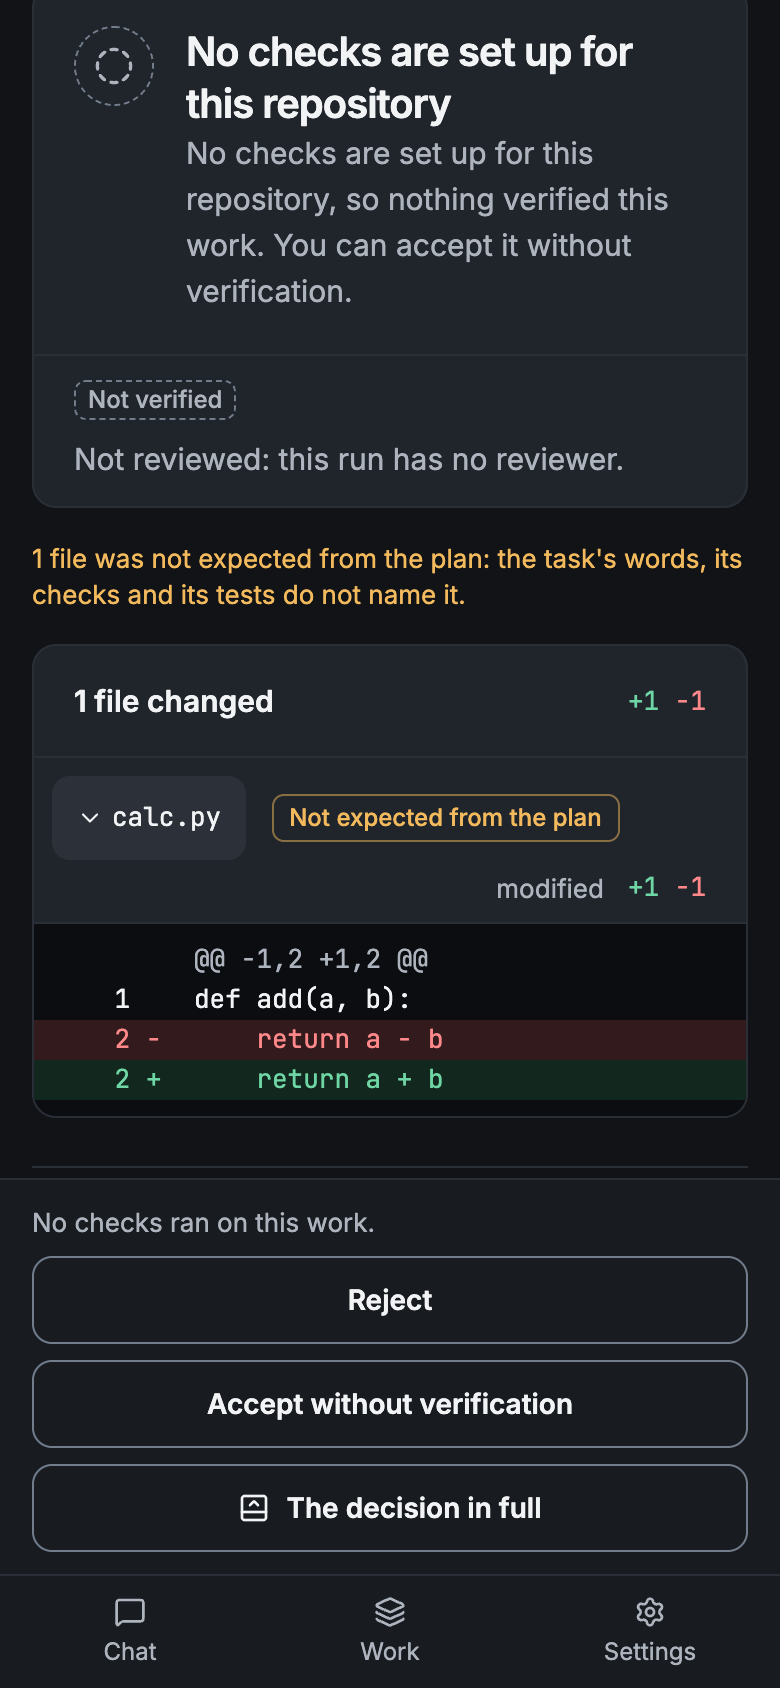 No checks are set up for
this repository
No checks are set up for this
repository, so nothing verified this
work. You can accept it without
verification.
Not verified
Not reviewed: this run has no reviewer.
1 file was not expected from the plan: the task's words, its
checks and its tests do not name it.
1 file changed +1 -1
calc.py Not expected from the plan
modified +1 -1
@@ -1,2 +1,2 @@
1 def add(a, b):
2 - return a - b
2 + return a + b
No checks ran on this work.
Reject
Accept without verification
The decision in full
Chat Work Settings